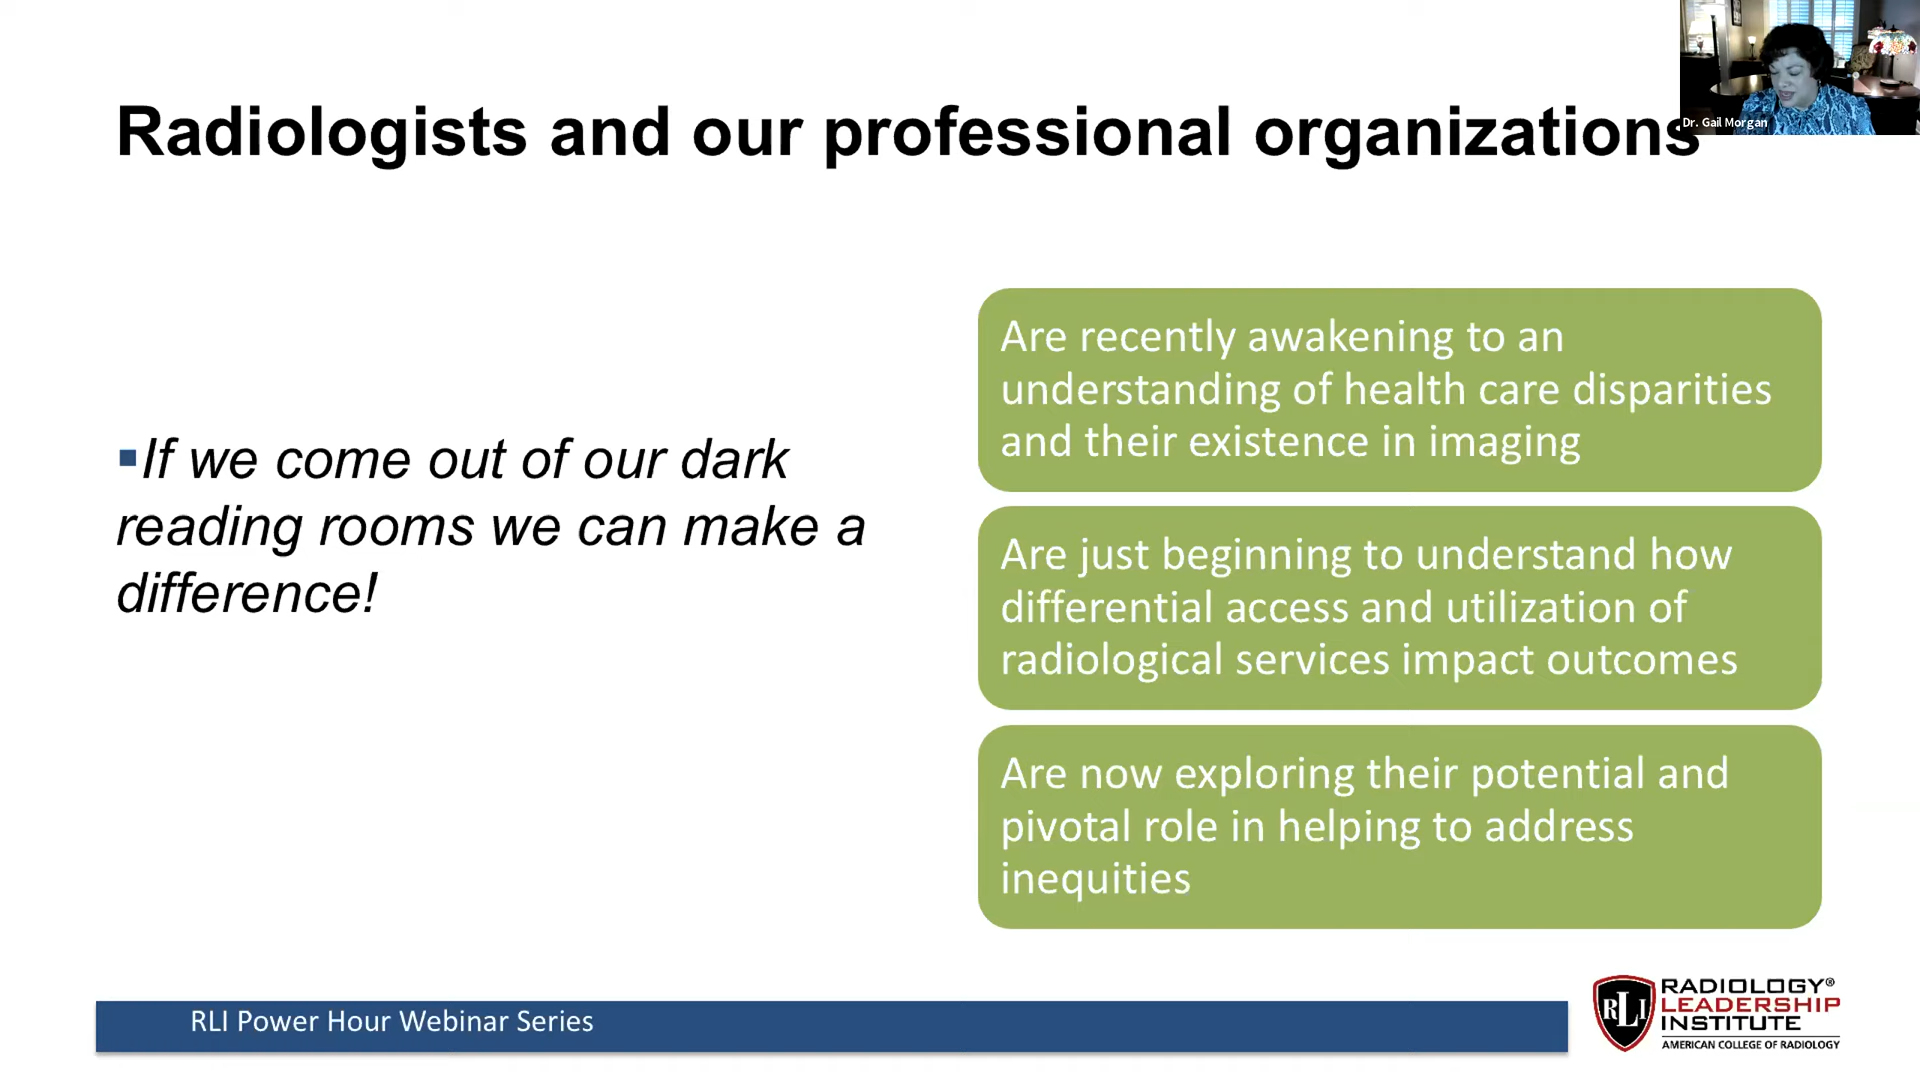 Radiologists and our professional organizations
Dr. Gail Morgan
▪If we come out of our dark
reading rooms we can make a
difference!
Are recently awakening to an
understanding of health care disparities
and their existence in imaging
Are just beginning to understand how
differential access and utilization of
radiological services impact outcomes
Are now exploring their potential and
pivotal role in helping to address
inequities
RLI Power Hour Webinar Series
RLI
RADIOLOGY®
LEADERSHIP
INSTITUTE
AMERICAN COLLEGE OF RADIOLOGY